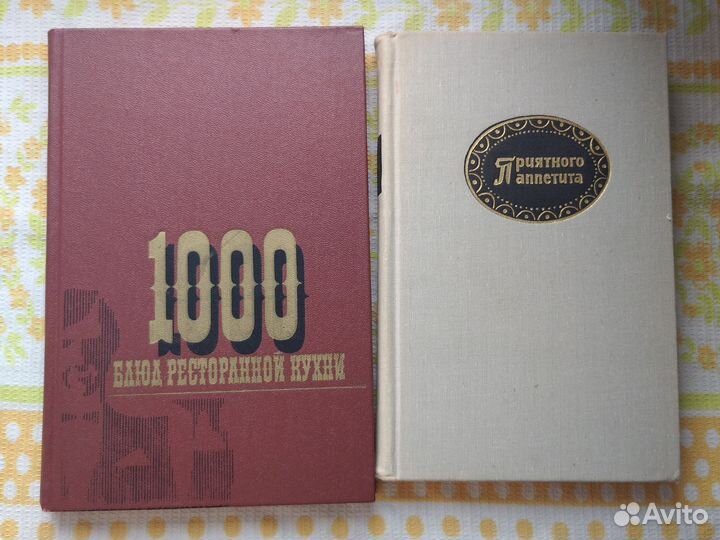 1000
БЛЮД РЕСТОРАННОЙ КУХНИ
Приятного
аппетита
Avito